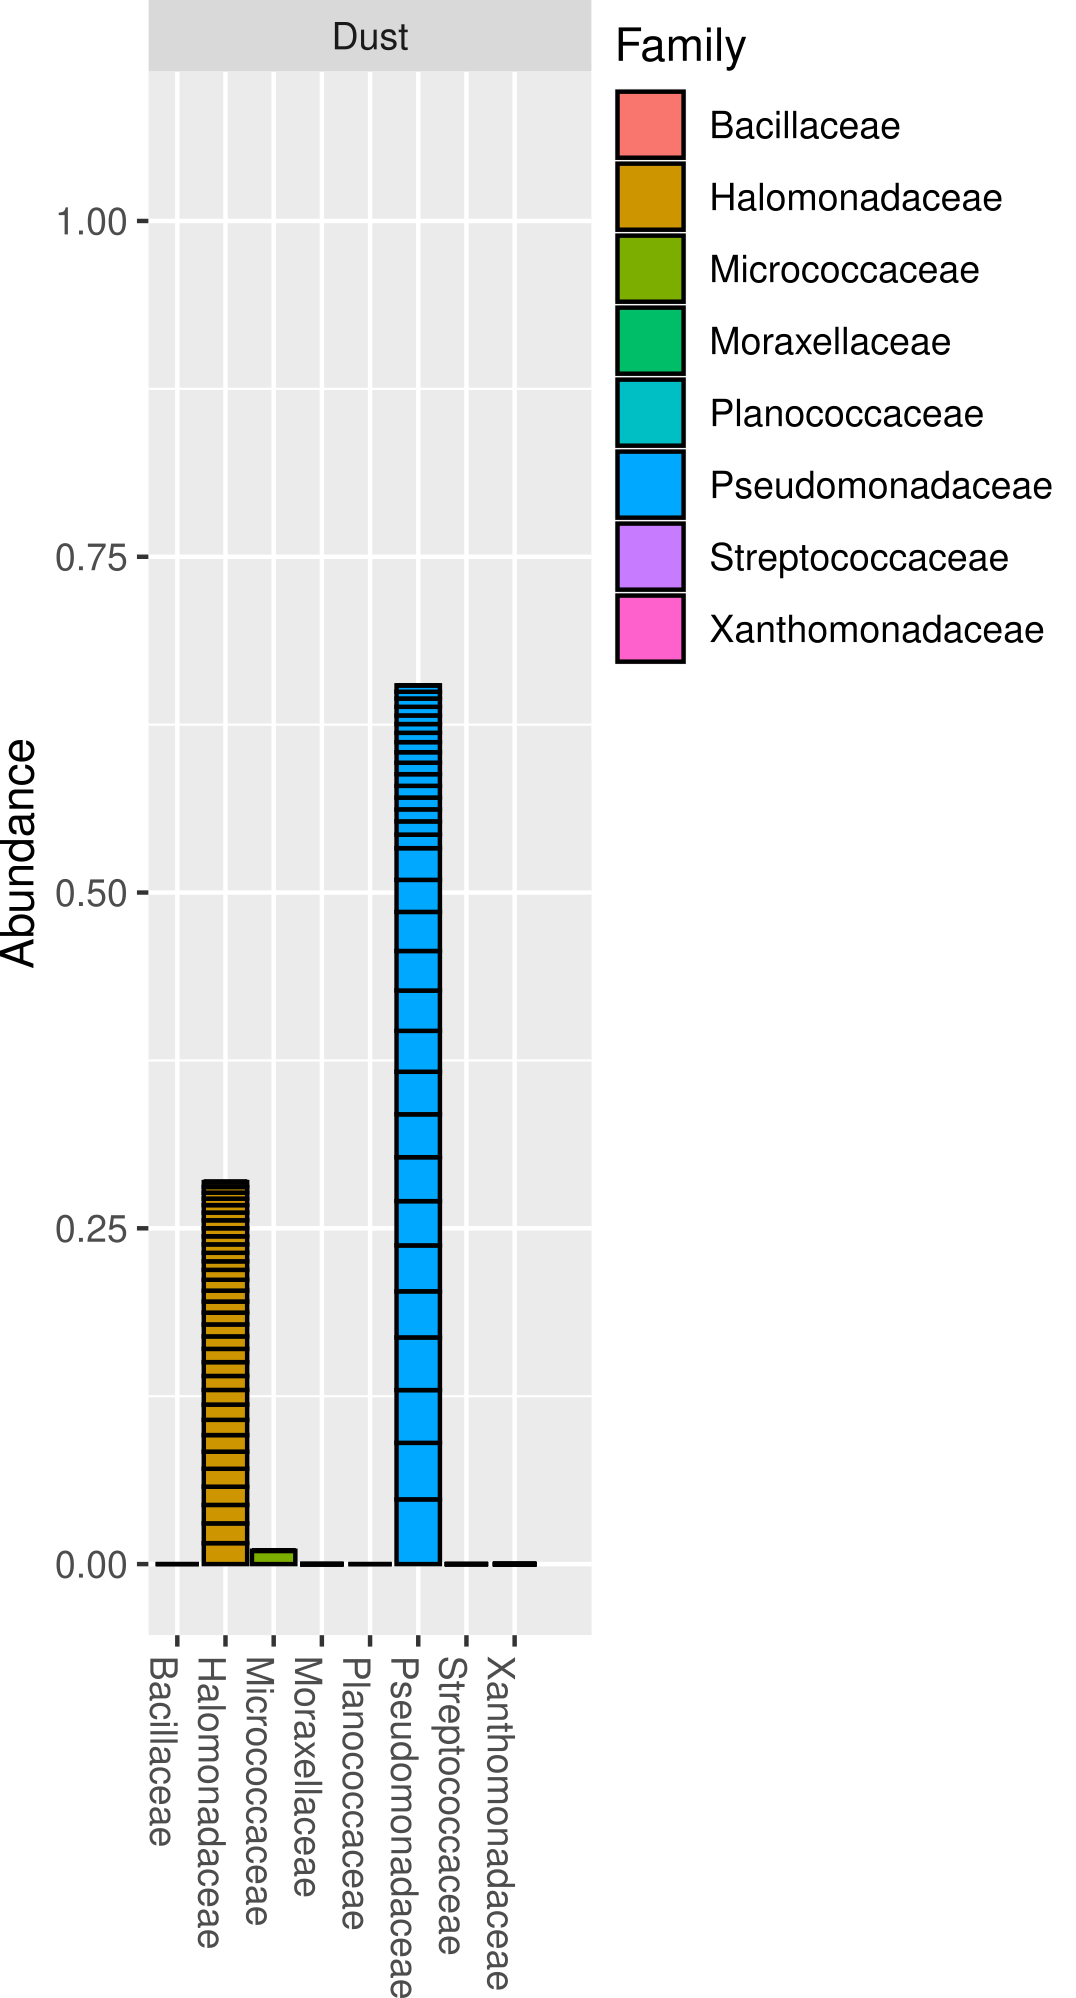 Dust
Family
Bacillaceae
Halomonadaceae
Micrococcaceae
Moraxellaceae
Planococcaceae
Pseudomonadaceae
Streptococcaceae
Xanthomonadaceae
Abundance
1.00
0.75
0.50
0.25
0.00
Bacillaceae
Halomonadaceae
Micrococcaceae
Moraxellaceae
Planococcaceae
Pseudomonadaceae
Streptococcaceae
Xanthomonadaceae